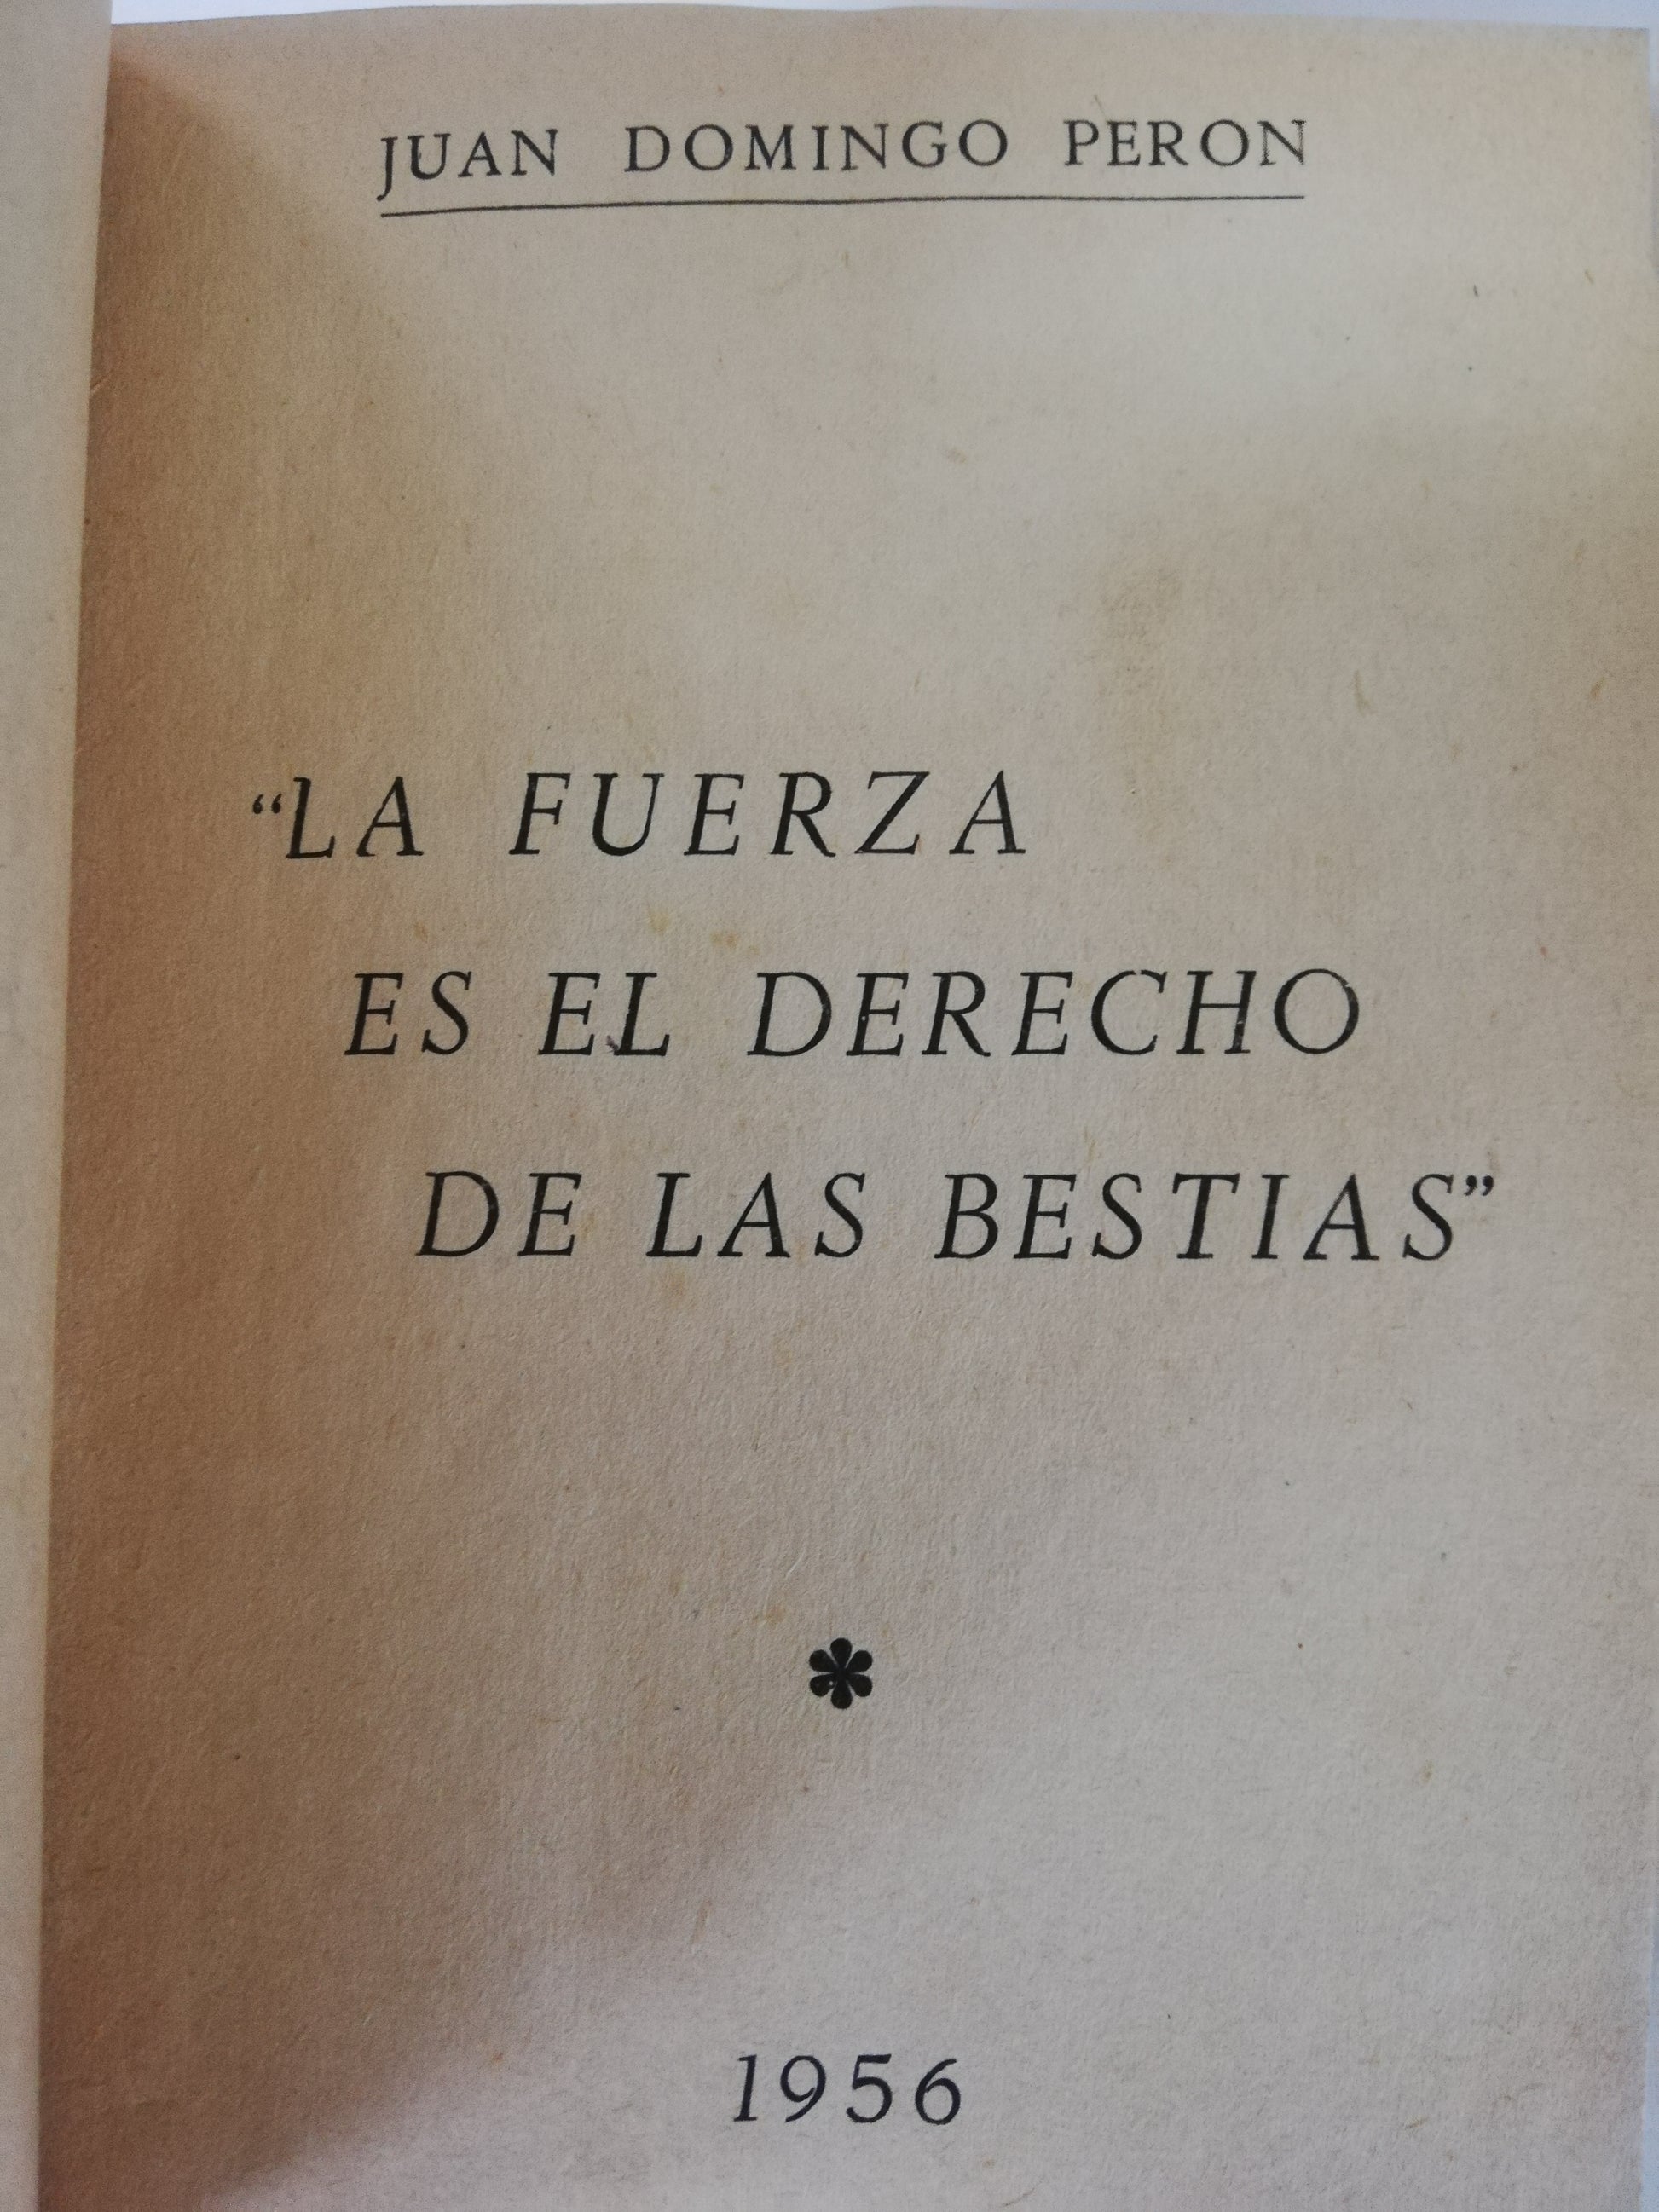 JUAN DOMINGO PERON
“LA FUERZA
ES EL DERECHO
DE LAS BESTIAS”
*
1956